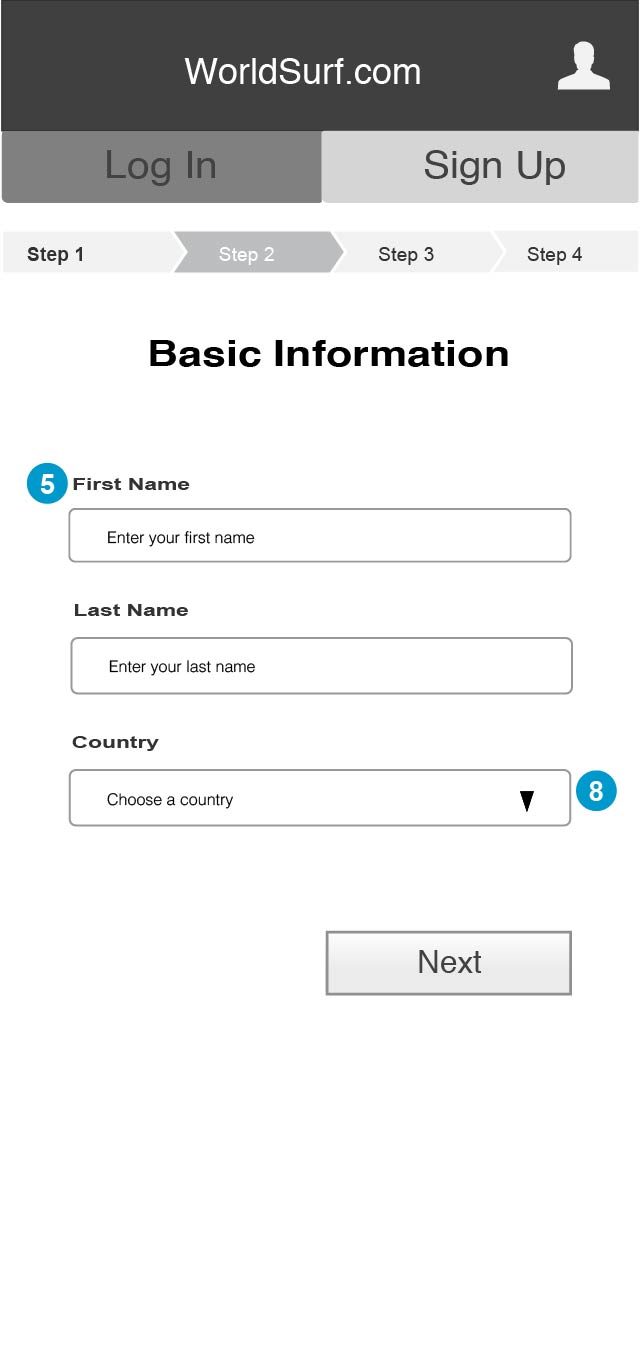 WorldSurf.com
Log In Sign Up
Step 1 Step 2 Step 3 Step 4
Basic Information
5 First Name
Enter your first name
Last Name
Enter your last name
Country
Choose a country 8
Next